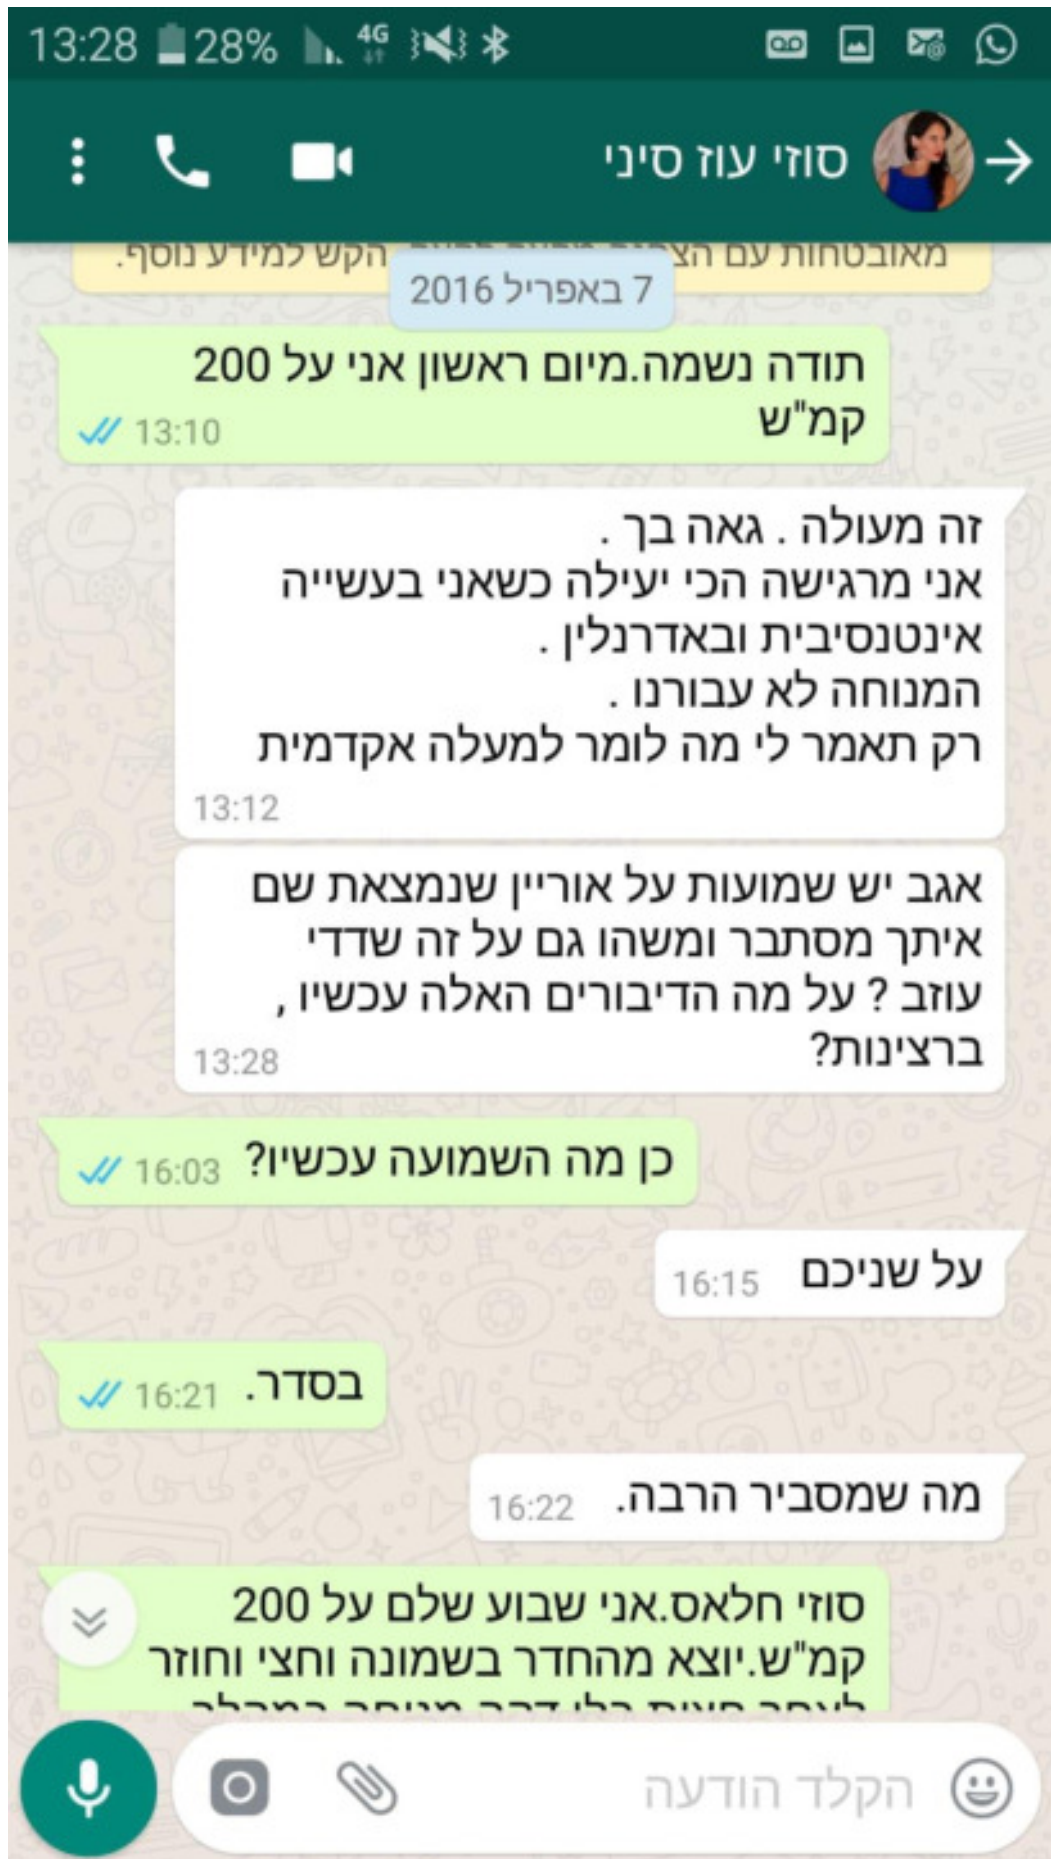 13:28 28% 4G
סוזי עוז סיני
מאובטחות עם הקש למידע נוסף.
7 באפריל 2016
תודה נשמה.מיום ראשון אני על 200
קמ"ש
13:10
זה מעולה . גאה בך .
אני מרגישה הכי יעילה כשאני בעשייה
אינטנסיבית ובאדרנלין .
המנוחה לא עבורנו .
רק תאמר לי מה לומר למעלה אקדמית
13:12
אגב יש שמועות על אוריין שנמצאת שם
איתך מסתבר ומשהו גם על זה שדדי
עוזב ? על מה הדיבורים האלה עכשיו ,
ברצינות?
13:28
כן מה השמועה עכשיו? 16:03
על שניכם 16:15
בסדר. 16:21
מה שמסביר הרבה. 16:22
סוזי חלאס.אני שבוע שלם על 200
קמ"ש.יוצא מהחדר בשמונה וחצי וחוזר
הקלד הודעה